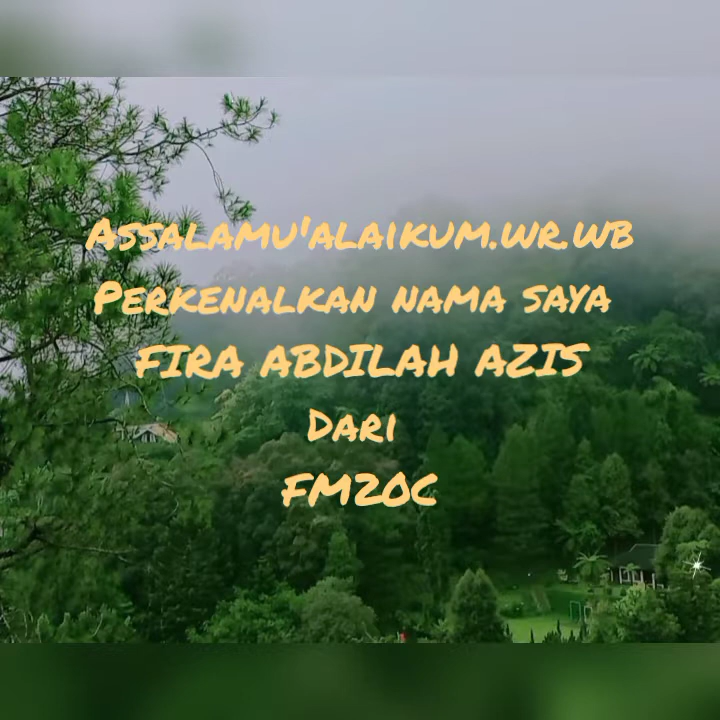 Assalamu'alaikum.wr.wb
Perkenalkan nama saya
FIRA ABDILAH AZIS
Dari
FM20C